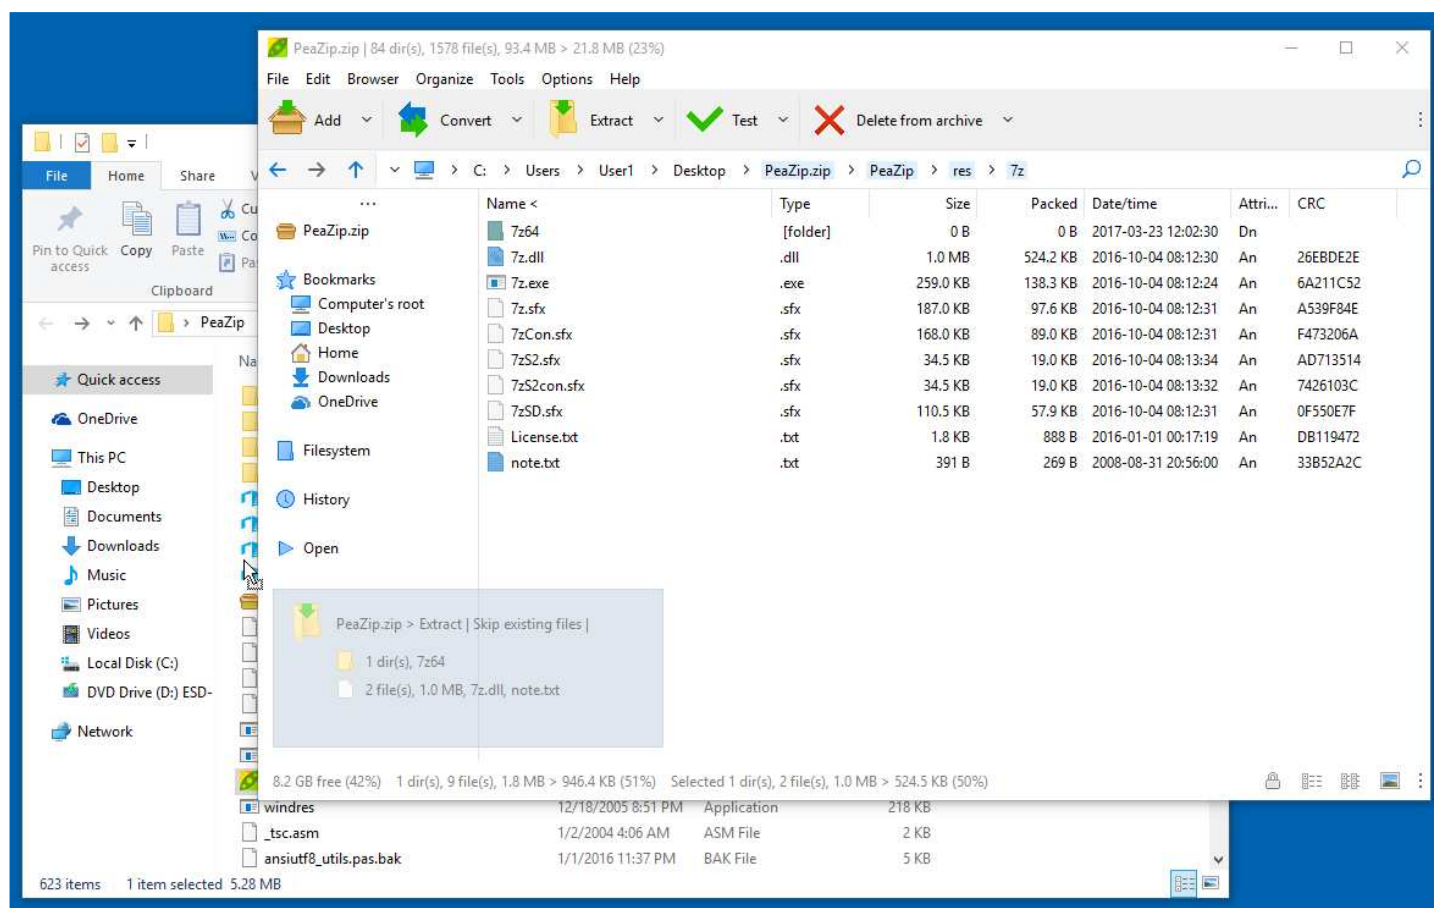 PeaZip.zip | 84 dir(s), 1578 file(s), 93.4 MB > 21.8 MB (23%)
File Edit Browser Organize Tools Options Help
Add Convert Extract Test Delete from archive
C: > Users > User1 > Desktop > PeaZip.zip > PeaZip > res > 7z
...
PeaZip.zip
Bookmarks
Computer's root
Desktop
Home
Downloads
OneDrive
Filesystem
History
Open
Name < Type Size Packed Date/time Attri... CRC
7z64 [folder] 0 B 0 B 2017-03-23 12:02:30 Dn
7z.dll .dll 1.0 MB 524.2 KB 2016-10-04 08:12:30 An 26EBDE2E
7z.exe .exe 259.0 KB 138.3 KB 2016-10-04 08:12:24 An 6A211C52
7z.sfx .sfx 187.0 KB 97.6 KB 2016-10-04 08:12:31 An A539F84E
7zCon.sfx .sfx 168.0 KB 89.0 KB 2016-10-04 08:12:31 An F473206A
7zS2.sfx .sfx 34.5 KB 19.0 KB 2016-10-04 08:13:34 An AD713514
7zS2con.sfx .sfx 34.5 KB 19.0 KB 2016-10-04 08:13:32 An 7426103C
7zSD.sfx .sfx 110.5 KB 57.9 KB 2016-10-04 08:12:31 An 0F550E7F
License.txt .txt 1.8 KB 888 B 2016-01-01 00:17:19 An DB119472
note.txt .txt 391 B 269 B 2008-08-31 20:56:00 An 33B52A2C
PeaZip.zip > Extract | Skip existing files |
1 dir(s), 7z64
2 file(s), 1.0 MB, 7z.dll, note.txt
8.2 GB free (42%) 1 dir(s), 9 file(s), 1.8 MB > 946.4 KB (51%) Selected 1 dir(s), 2 file(s), 1.0 MB > 524.5 KB (50%)
File Home Share V
Pin to Quick access
Copy
Paste
Cu
Co
Pa
Clipboard
> PeaZip
Na
Quick access
OneDrive
This PC
Desktop
Documents
Downloads
Music
Pictures
Videos
Local Disk (C:)
DVD Drive (D:) ESD-
Network
windres 12/18/2005 8:51 PM Application 218 KB
_tsc.asm 1/2/2004 4:06 AM ASM File 2 KB
ansiutf8_utils.pas.bak 1/1/2016 11:37 PM BAK File 5 KB
623 items 1 item selected 5.28 MB